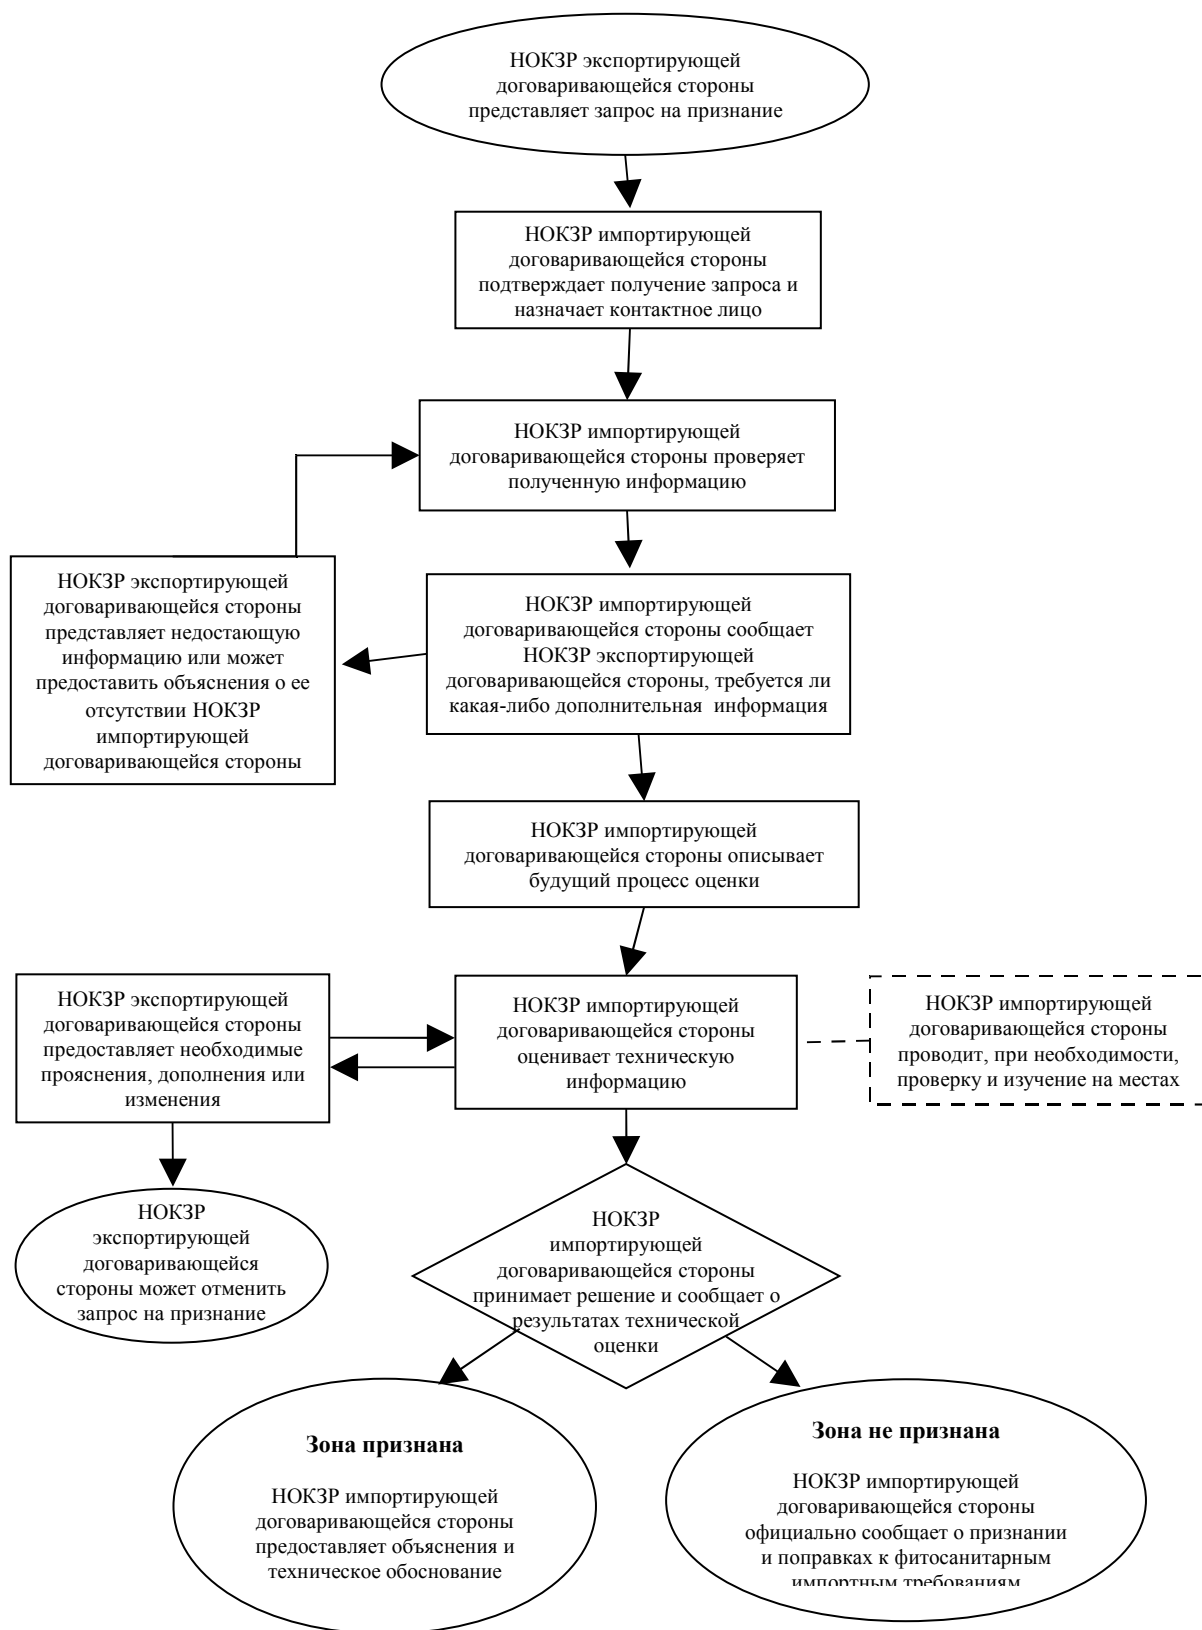 НОКЗР экспортирующей
договаривающейся стороны
представляет запрос на признание
НОКЗР импортирующей
договаривающейся стороны
подтверждает получение запроса и
назначает контактное лицо
НОКЗР импортирующей
договаривающейся стороны проверяет
полученную информацию
НОКЗР экспортирующей
договаривающейся стороны
представляет недостающую
информацию или может
предоставить объяснения о ее
отсутствии НОКЗР
импортирующей
договаривающейся стороны
НОКЗР импортирующей
договаривающейся стороны сообщает
НОКЗР экспортирующей
договаривающейся стороны, требуется ли
какая-либо дополнительная информация
НОКЗР импортирующей
договаривающейся стороны описывает
будущий процесс оценки
НОКЗР экспортирующей
договаривающейся стороны
предоставляет необходимые
прояснения, дополнения или
изменения
НОКЗР импортирующей
договаривающейся стороны
оценивает техническую
информацию
НОКЗР импортирующей
договаривающейся стороны
проводит, при необходимости,
проверку и изучение на местах
НОКЗР
экспортирующей
договаривающейся
стороны может отменить
запрос на признание
НОКЗР
импортирующей
договаривающейся стороны
принимает решение и сообщает о
результатах технической
оценки
Зона признана
НОКЗР импортирующей
договаривающейся стороны
предоставляет объяснения и
техническое обоснование
Зона не признана
НОКЗР импортирующей
договаривающейся стороны
официально сообщает о признании
и поправках к фитосанитарным
импортным требованиям